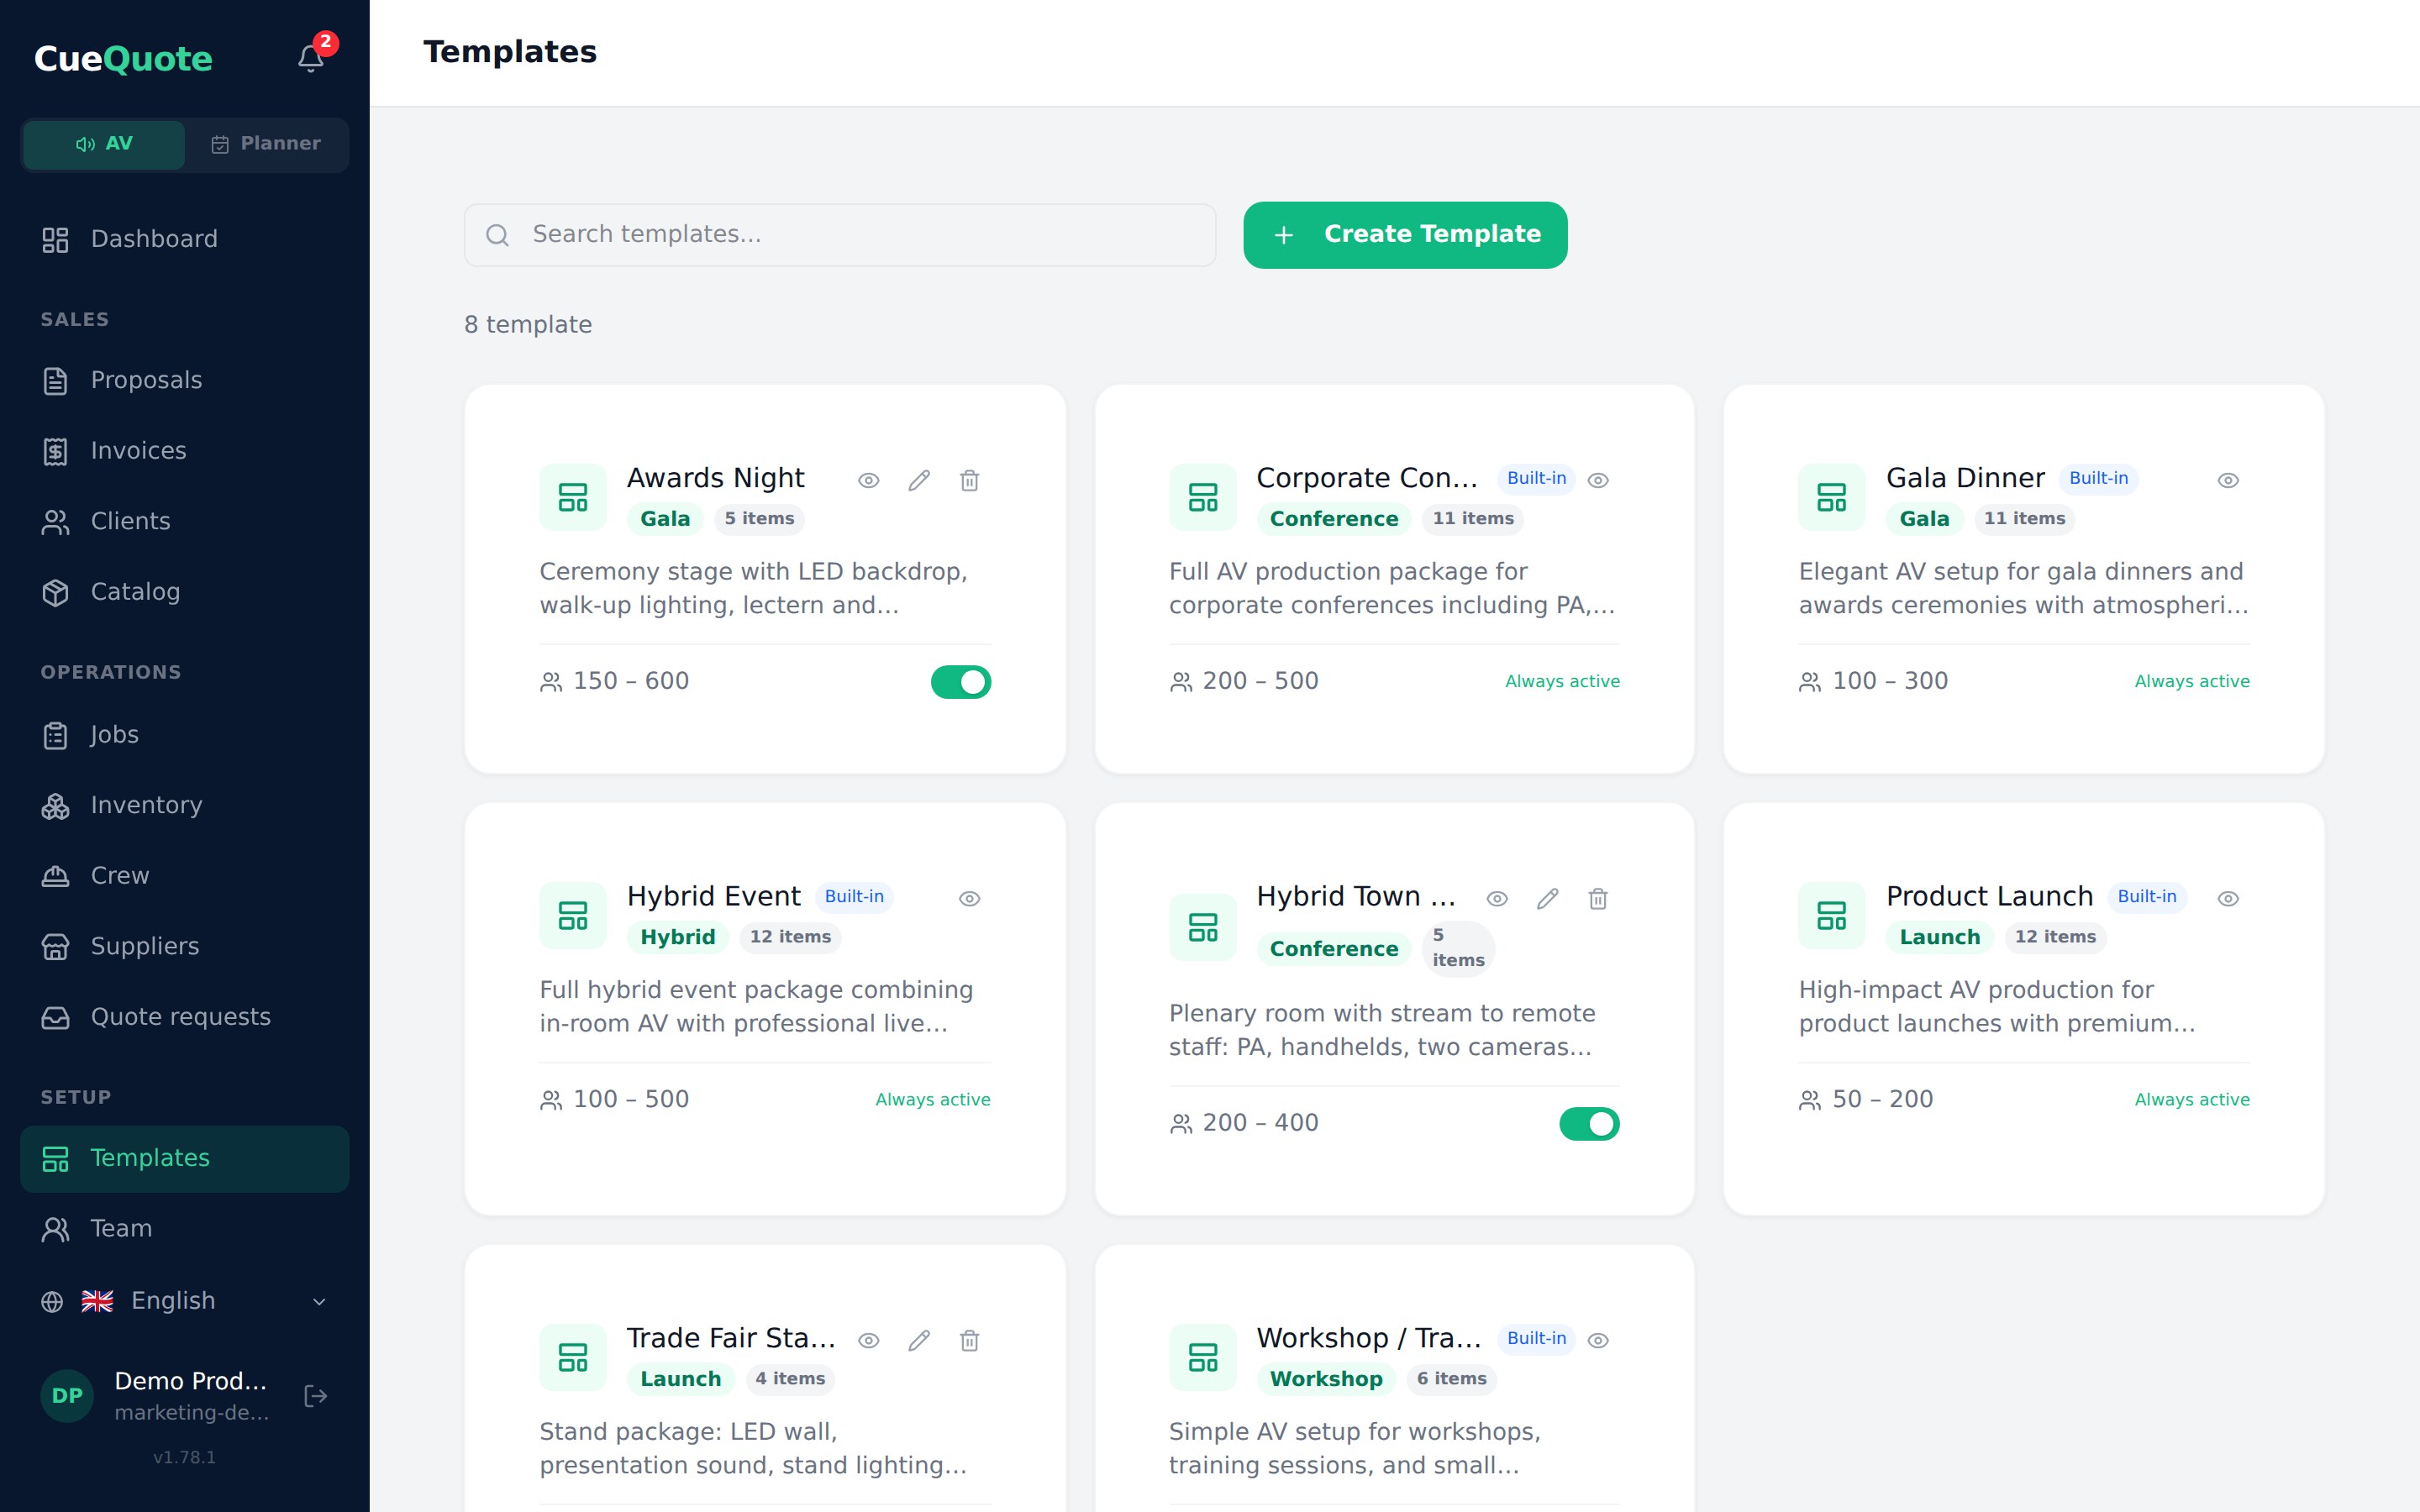 CueQuote
2
AV
Planner
Dashboard
SALES
Proposals
Invoices
Clients
Catalog
OPERATIONS
Jobs
Inventory
Crew
Suppliers
Quote requests
SETUP
Templates
Team
English
DP
Demo Prod...
marketing-de...
v1.78.1
Templates
Search templates...
Create Template
8 template
Awards Night
Gala
5 items
Ceremony stage with LED backdrop,
walk-up lighting, lectern and...
150 – 600
Corporate Con...
Built-in
Conference
11 items
Full AV production package for
corporate conferences including PA,...
200 – 500
Always active
Gala Dinner
Built-in
Gala
11 items
Elegant AV setup for gala dinners and
awards ceremonies with atmospheri...
100 – 300
Always active
Hybrid Event
Built-in
Hybrid
12 items
Full hybrid event package combining
in-room AV with professional live...
100 – 500
Always active
Hybrid Town ...
Conference
5
items
Plenary room with stream to remote
staff: PA, handhelds, two cameras...
200 – 400
Product Launch
Built-in
Launch
12 items
High-impact AV production for
product launches with premium...
50 – 200
Always active
Trade Fair Sta...
Launch
4 items
Stand package: LED wall,
presentation sound, stand lighting...
Workshop / Tra...
Built-in
Workshop
6 items
Simple AV setup for workshops,
training sessions, and small...